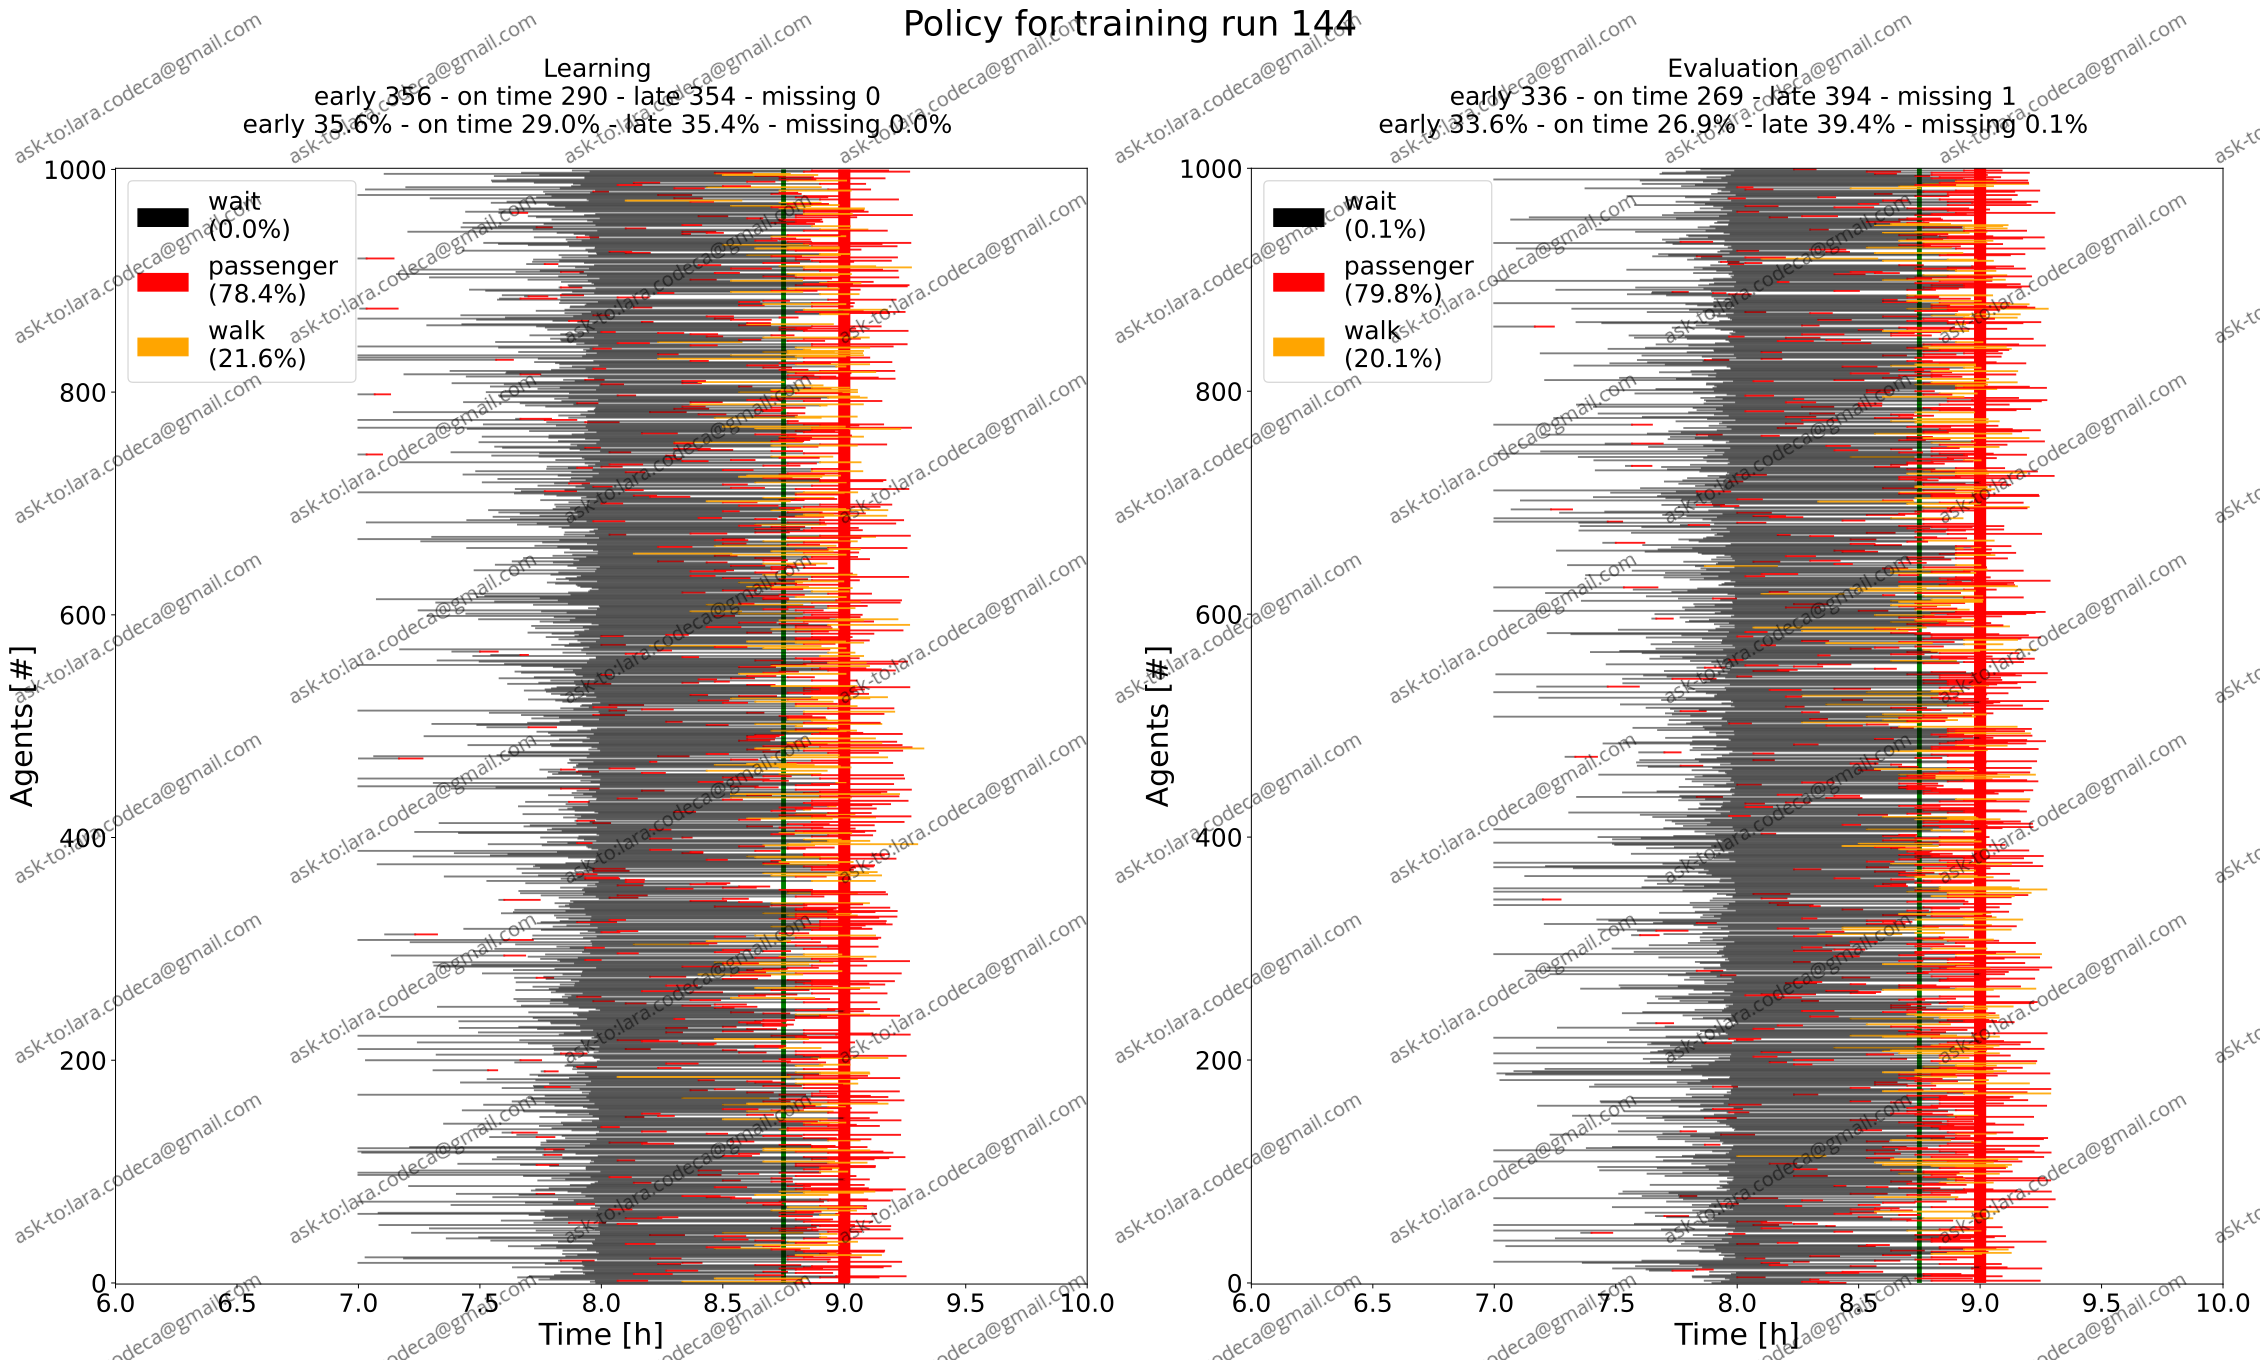 Policy for training run 144
Learning
early 356 - on time 290 - late 354 - missing 0
early 35.6% - on time 29.0% - late 35.4% - missing 0.0%
wait
(0.0%)
passenger
(78.4%)
walk
(21.6%)
Agents [#]
1000
800
600
400
200
0
6.0 6.5 7.0 7.5 8.0 8.5 9.0 9.5 10.0
Time [h]
Evaluation
early 336 - on time 269 - late 394 - missing 1
early 33.6% - on time 26.9% - late 39.4% - missing 0.1%
wait
(0.1%)
passenger
(79.8%)
walk
(20.1%)
Agents [#]
1000
800
600
400
200
0
6.0 6.5 7.0 7.5 8.0 8.5 9.0 9.5 10.0
Time [h]
ask-to:lara.codeca@gmail.com